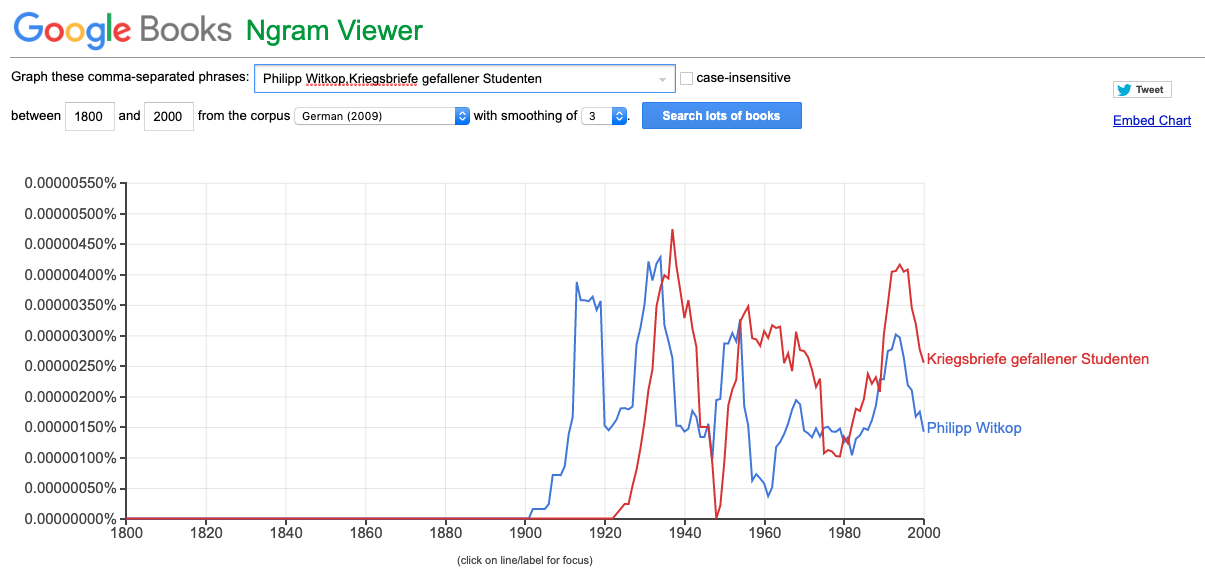 Google Books Ngram Viewer
Graph these comma-separated phrases: Philipp Witkop,Kriegsbriefe gefallener Studenten case-insensitive
Tweet
between 1800 and 2000 from the corpus German (2009) with smoothing of 3. Search lots of books
Embed Chart
0.00000550%
0.00000500%
0.00000450%
0.00000400%
0.00000350%
0.00000300%
0.00000250%
0.00000200%
0.00000150%
0.00000100%
0.00000050%
0.00000000%
Kriegsbriefe gefallener Studenten
Philipp Witkop
1800 1820 1840 1860 1880 1900 1920 1940 1960 1980 2000
(click on line/label for focus)